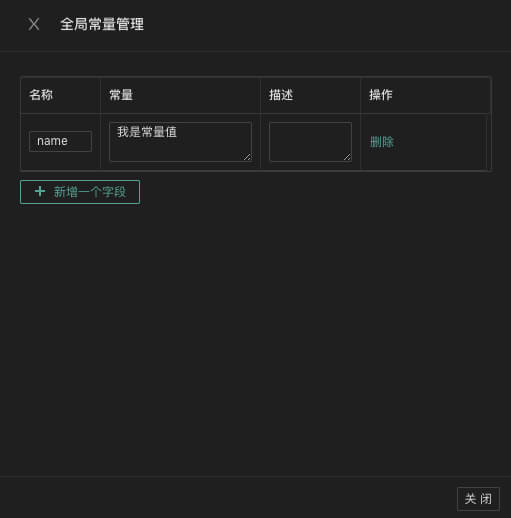 全局常量管理
名称 常量 描述 操作
name 我是常量值 删除
新增一个字段
关 闭